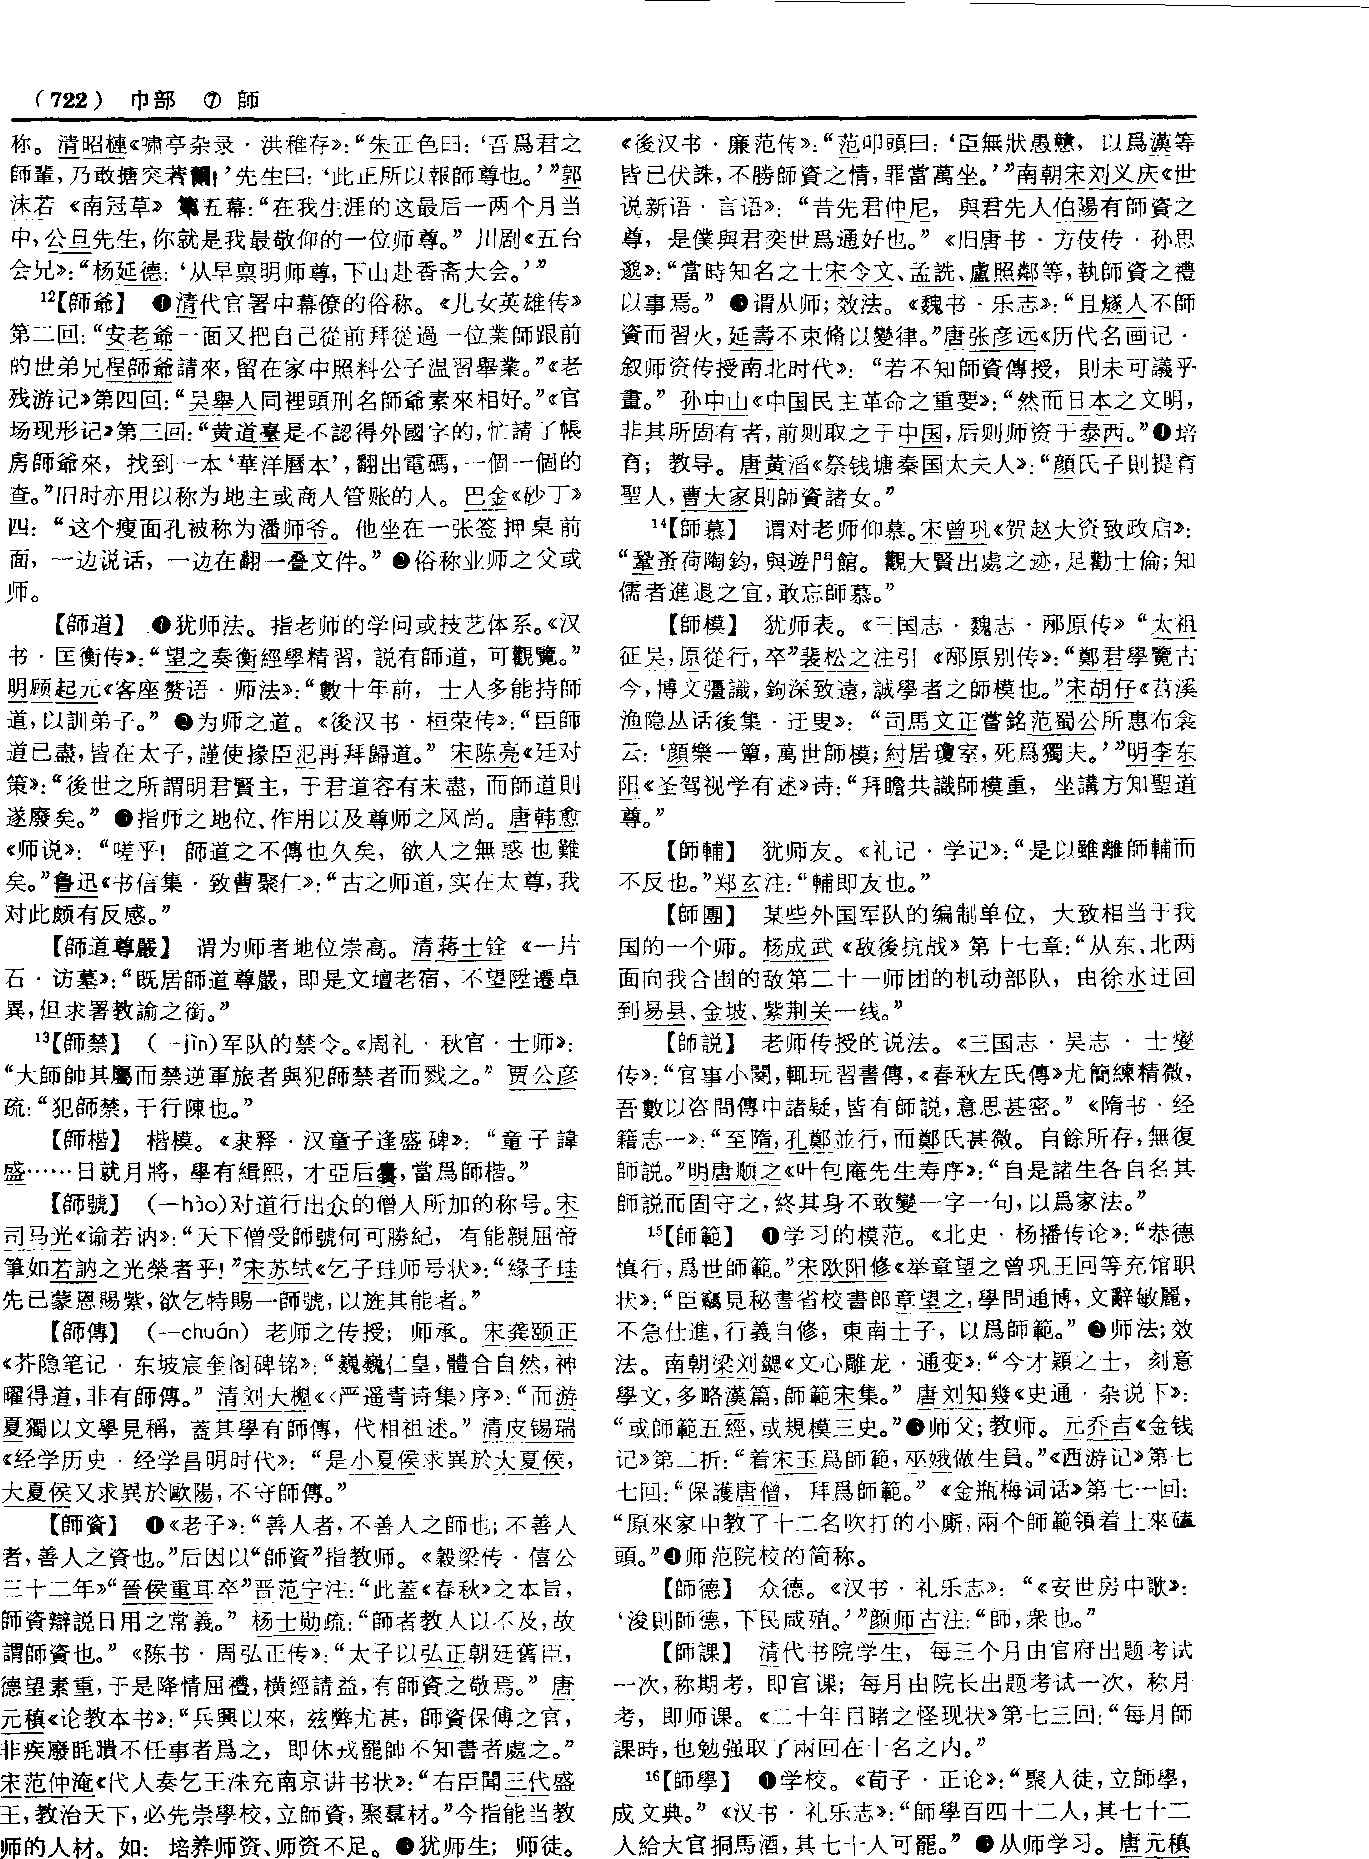 （722） 巾部 ⑦ 師
称。清昭槤《啸亭杂录·洪稚存》：“朱正色曰：‘吾爲君之
師輩，乃敢搪突若爾！’先生曰：‘此正所以報師尊也。’”郭
沫若《南冠草》第五幕：“在我生涯的这最后一两个月当
中，公旦先生，你就是我最敬仰的一位师尊。”川剧《五台
会兄》：“杨延德：‘从早禀明师尊，下山赴香斋大会。’”
12【師爺】 ❶清代官署中幕僚的俗称。《儿女英雄传》
第二回：“安老爺一面又把自己從前拜從過一位業師跟前
的世弟兄程師爺請來，留在家中照料公子温習舉業。”《老
残游记》第四回：“吴舉人同裡頭刑名師爺素來相好。”《官
场现形记》第三回：“黄道臺是不認得外國字的，忙請了帳
房師爺來，找到一本‘華洋曆本’，翻出電碼，一個一個的
查。”旧时亦用以称为地主或商人管账的人。巴金《砂丁》
四：“这个瘦面孔被称为潘师爷。他坐在一张签押桌前
面，一边说话，一边在翻一叠文件。”❷俗称业师之父或
师。
【師道】 ❶犹师法。指老师的学问或技艺体系。《汉
书·匡衡传》：“望之奏衡經學精習，説有師道，可觀覽。”
明顾起元《客座赘语·师法》：“數十年前，士人多能持師
道，以訓弟子。”❷为师之道。《後汉书·桓荣传》：“臣師
道已盡，皆在太子，謹使掾臣汜再拜歸道。”宋陈亮《廷对
策》：“後世之所謂明君賢主，于君道容有未盡，而師道則
遂廢矣。”❸指师之地位、作用以及尊师之风尚。唐韩愈
《师说》：“嗟乎！師道之不傳也久矣，欲人之無惑也難
矣。”鲁迅《书信集·致曹聚仁》：“古之师道，实在太尊，我
对此颇有反感。”
【師道尊嚴】 谓为师者地位崇高。清蒋士铨《一片
石·访墓》：“既居師道尊嚴，即是文壇老宿，不望陞遷卓
異，但求署教諭之銜。”
13【師禁】 （－jìn）军队的禁令。《周礼·秋官·士师》：
“大師帥其屬而禁逆軍旅者與犯師禁者而戮之。”贾公彦
疏：“犯師禁，干行陳也。”
【師楷】 楷模。《隶释·汉童子逢盛碑》：“童子諱
盛……日就月將，學有緝熙，才亞后橐，當爲師楷。”
【師號】 （－hào）对道行出众的僧人所加的称号。宋
司马光《谕若讷》：“天下僧受師號何可勝紀，有能親屈帝
筆如若訥之光榮者乎！”宋苏轼《乞子珪师号状》：“緣子珪
先已蒙恩賜紫，欲乞特賜一師號，以旌其能者。”
【師傳】 （－chuán）老师之传授；师承。宋龚颐正
《芥隐笔记·东坡宸奎阁碑铭》：“巍巍仁皇，體合自然，神
曜得道，非有師傳。”清刘大櫆《〈严遥青诗集〉序》：“而游
夏獨以文學見稱，蓋其學有師傳，代相祖述。”清皮锡瑞
《经学历史·经学昌明时代》：“是小夏侯求異於大夏侯，
大夏侯又求異於歐陽，不守師傳。”
【師資】 ❶《老子》：“善人者，不善人之師也；不善人
者，善人之資也。”后因以“師資”指教师。《穀梁传·僖公
三十二年》“晉侯重耳卒”晋范宁注：“此蓋《春秋》之本旨，
師資辯説日用之常義。”杨士勋疏：“師者教人以不及，故
謂師資也。”《陈书·周弘正传》：“太子以弘正朝廷舊臣，
德望素重，于是降情屈禮，横經請益，有師資之敬焉。”唐
元稹《论教本书》：“兵興以來，兹弊尤甚，師資保傅之官，
非疾廢眊聵不任事者爲之，即休戎罷帥不知書者處之。”
宋范仲淹《代人奏乞王洙充南京讲书状》：“右臣聞三代盛
王，教治天下，必先崇學校，立師資，聚羣材。”今指能当教
师的人材。如：培养师资、师资不足。❷犹师生；师徒。
《後汉书·廉范传》：“范叩頭曰：‘臣無狀愚戇，以爲漢等
皆已伏誅，不勝師資之情，罪當萬坐。’”南朝宋刘义庆《世
说新语·言语》：“昔先君仲尼，與君先人伯陽有師資之
尊，是僕與君奕世爲通好也。”《旧唐书·方伎传·孙思
邈》：“當時知名之士宋令文、孟詵、盧照鄰等，執師資之禮
以事焉。”❸谓从师；效法。《魏书·乐志》：“且燧人不師
資而習火，延壽不束脩以變律。”唐张彦远《历代名画记·
叙师资传授南北时代》：“若不知師資傳授，則未可議乎
畫。”孙中山《中国民主革命之重要》：“然而日本之文明，
非其所固有者，前则取之于中国，后则师资于泰西。”❹培
育；教导。唐黄滔《祭钱塘秦国太夫人》：“顔氏子則提育
聖人，曹大家則師資諸女。”
14【師慕】 谓对老师仰慕。宋曾巩《贺赵大资致政启》：
“鞏蚤荷陶鈞，與遊門館。觀大賢出處之迹，足勸士倫；知
儒者進退之宜，敢忘師慕。”
【師模】 犹师表。《三国志·魏志·邴原传》“太祖
征吴，原從行，卒”裴松之注引《邴原别传》：“鄭君學覽古
今，博文彊識，鉤深致遠，誠學者之師模也。”宋胡仔《苕溪
渔隐丛话後集·迂叟》：“司馬文正嘗銘范蜀公所惠布衾
云：‘顔樂一簞，萬世師模；紂居瓊室，死爲獨夫。’”明李东
阳《圣驾视学有述》诗：“拜瞻共識師模重，坐講方知聖道
尊。”
【師輔】 犹师友。《礼记·学记》：“是以雖離師輔而
不反也。”郑玄注：“輔即友也。”
【師團】 某些外国军队的编制单位，大致相当于我
国的一个师。杨成武《敌後抗战》第十七章：“从东、北两
面向我合围的敌第二十一师团的机动部队，由徐水迂回
到易县、金坡、紫荆关一线。”
【師説】 老师传授的说法。《三国志·吴志·士燮
传》：“官事小闋，輒玩習書傳，《春秋左氏傳》尤簡練精微，
吾數以咨問傳中諸疑，皆有師説，意思甚密。”《隋书·经
籍志一》：“至隋，孔鄭並行，而鄭氏甚微。自餘所存，無復
師説。”明唐顺之《叶包庵先生寿序》：“自是諸生各自名其
師説而固守之，終其身不敢變一字一句，以爲家法。”
15【師範】 ❶学习的模范。《北史·杨播传论》：“恭德
慎行，爲世師範。”宋欧阳修《举章望之曾巩王回等充馆职
状》：“臣竊見秘書省校書郎章望之，學問通博，文辭敏麗，
不急仕進，行義自修，東南士子，以爲師範。”❷师法；效
法。南朝梁刘勰《文心雕龙·通变》：“今才穎之士，刻意
學文，多略漢篇，師範宋集。”唐刘知幾《史通·杂说下》：
“或師範五經，或規模三史。”❸师父；教师。元乔吉《金钱
记》第二折：“着宋玉爲師範，巫娥做生員。”《西游记》第七
七回：“保護唐僧，拜爲師範。”《金瓶梅词话》第七一回：
“原來家中教了十二名吹打的小廝，兩個師範領着上來磕
頭。”❹师范院校的简称。
【師德】 众德。《汉书·礼乐志》：“《安世房中歌》：
‘浚則師德，下民咸殖。’”颜师古注：“師，衆也。”
【師課】 清代书院学生，每三个月由官府出题考试
一次，称期考，即官课；每月由院长出题考试一次，称月
考，即师课。《二十年目睹之怪现状》第七三回：“每月師
課時，也勉强取了兩回在十名之内。”
16【師學】 ❶学校。《荀子·正论》：“聚人徒，立師學，
成文典。”《汉书·礼乐志》：“師學百四十二人，其七十二
人給大官挏馬酒，其七十人可罷。”❷从师学习。唐元稹